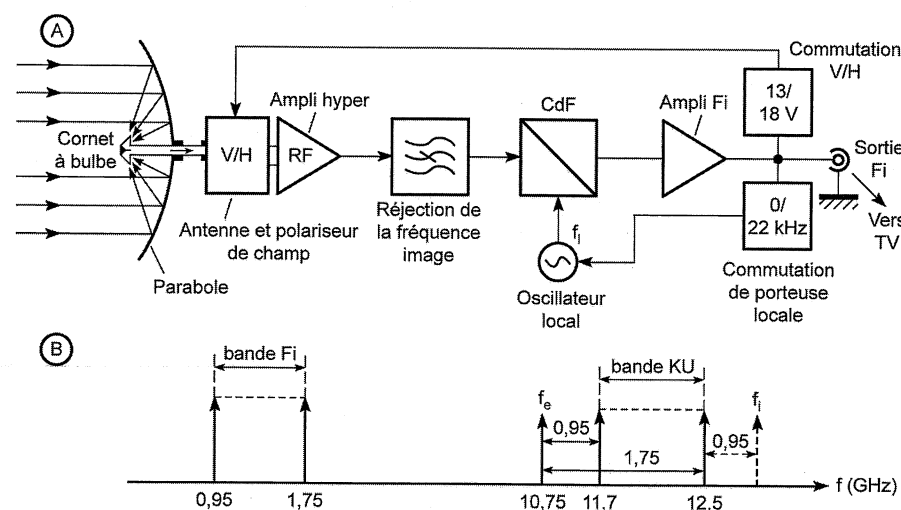 A
Commutation
V/H
Ampli hyper
CdF
Ampli Fi
13/
18 V
Cornet
à bulbe
V/H
RF
Sortie
Fi
0/
22 kHz
Vers
TV
Antenne et polariseur
de champ
Réjection de
la fréquence
image
fl
Oscillateur
local
Commutation
de porteuse
locale
Parabole
B
bande Fi
bande KU
fe
fi
0,95
0,95
1,75
0,95
1,75
10,75
11,7
12.5
f (GHz)